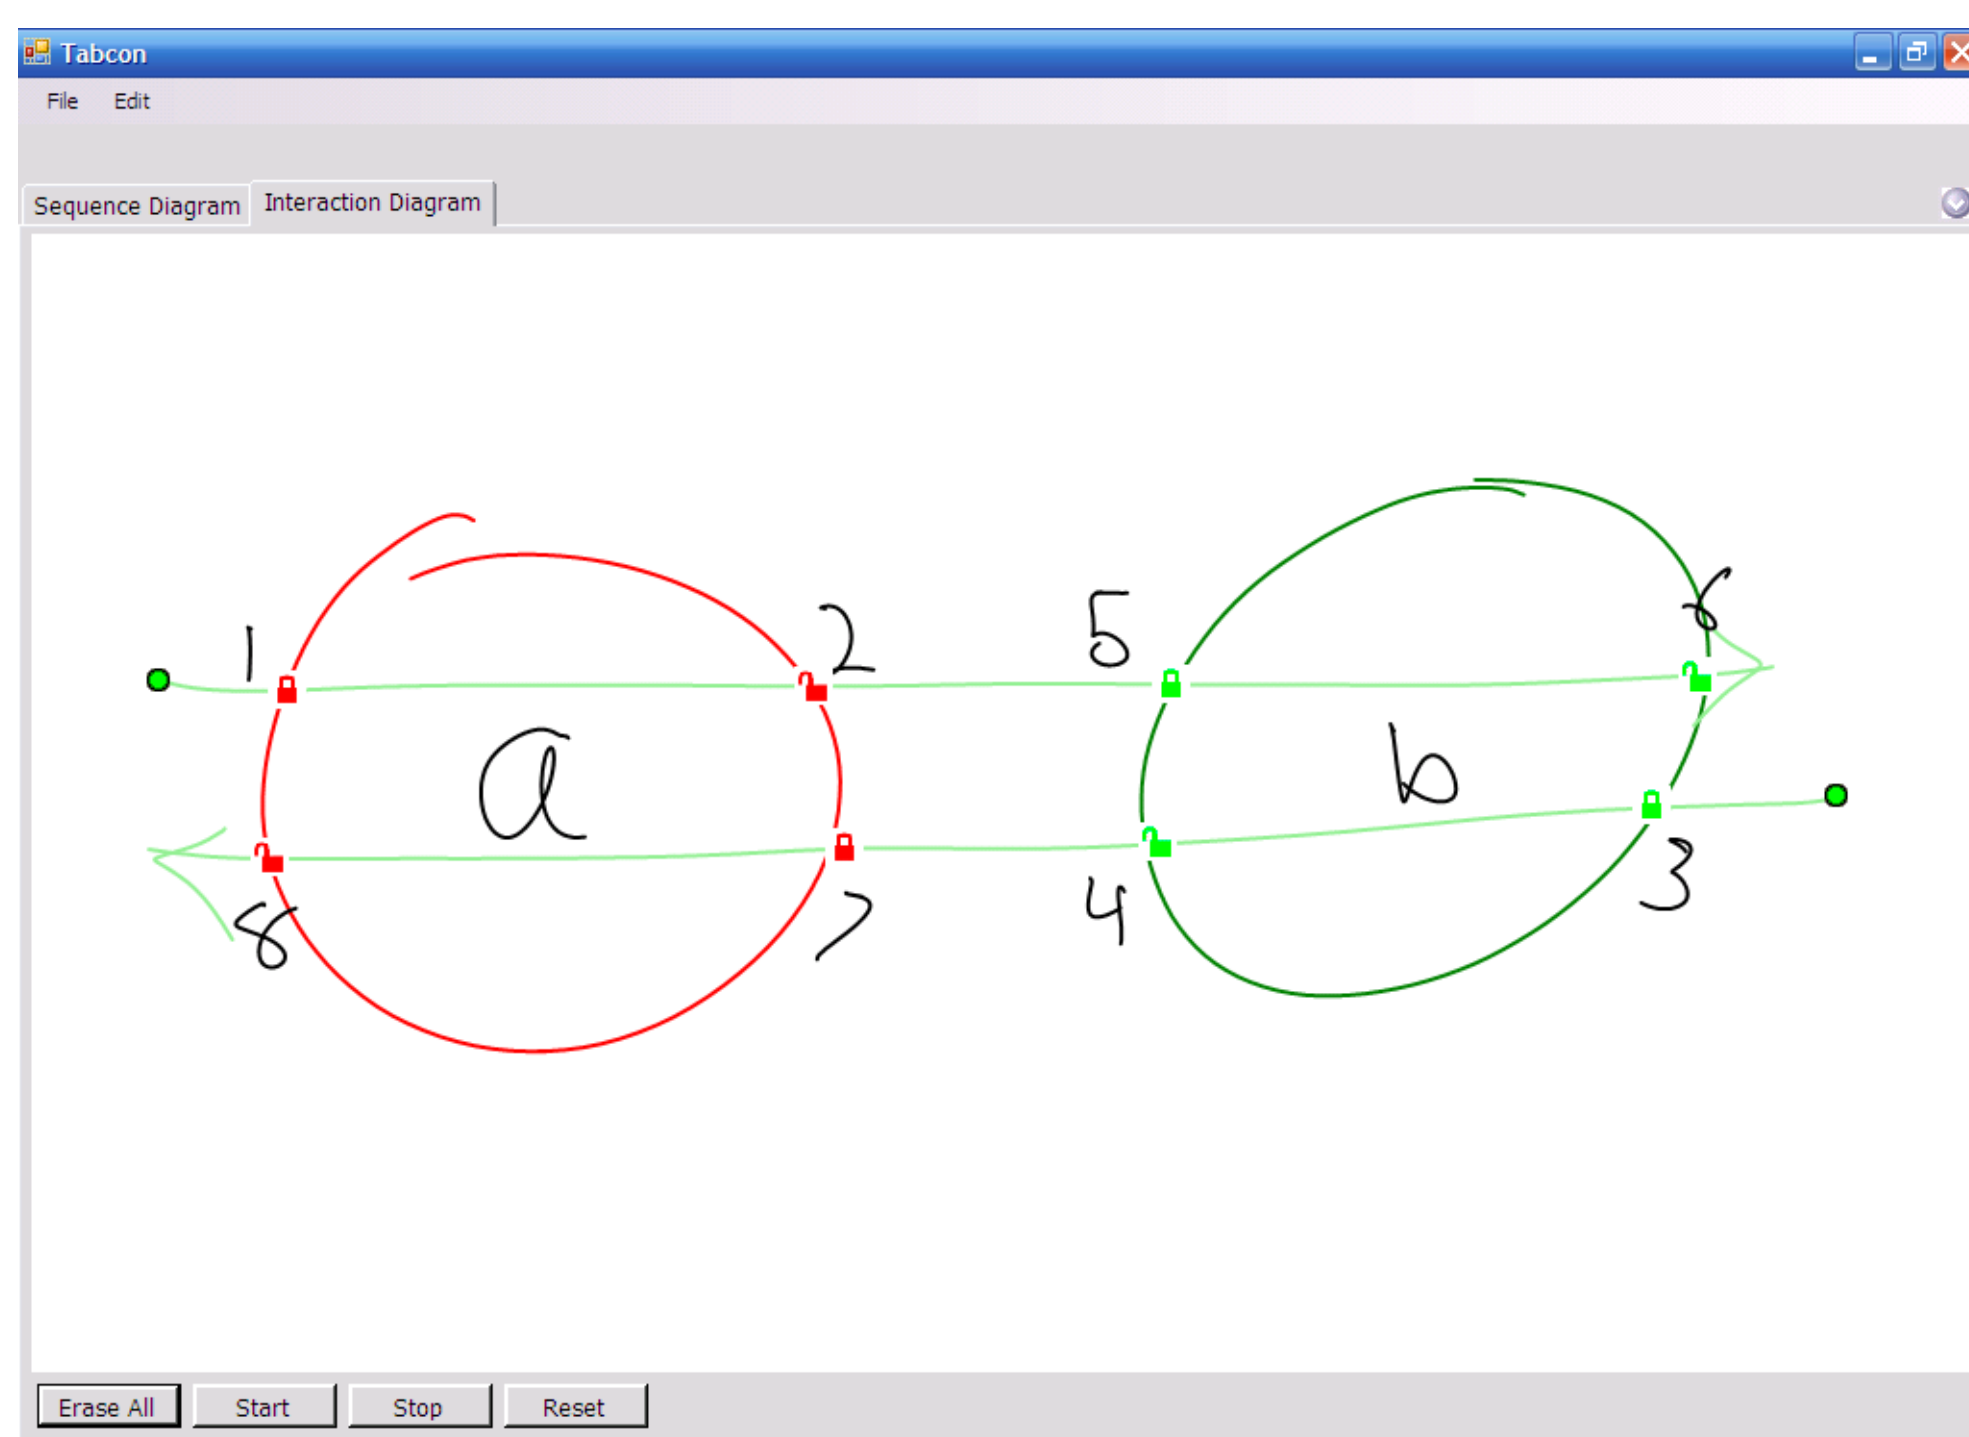 Tabcon
File Edit
Sequence Diagram Interaction Diagram
1 2 5 6
a b
8 7 4 3
Erase All Start Stop Reset